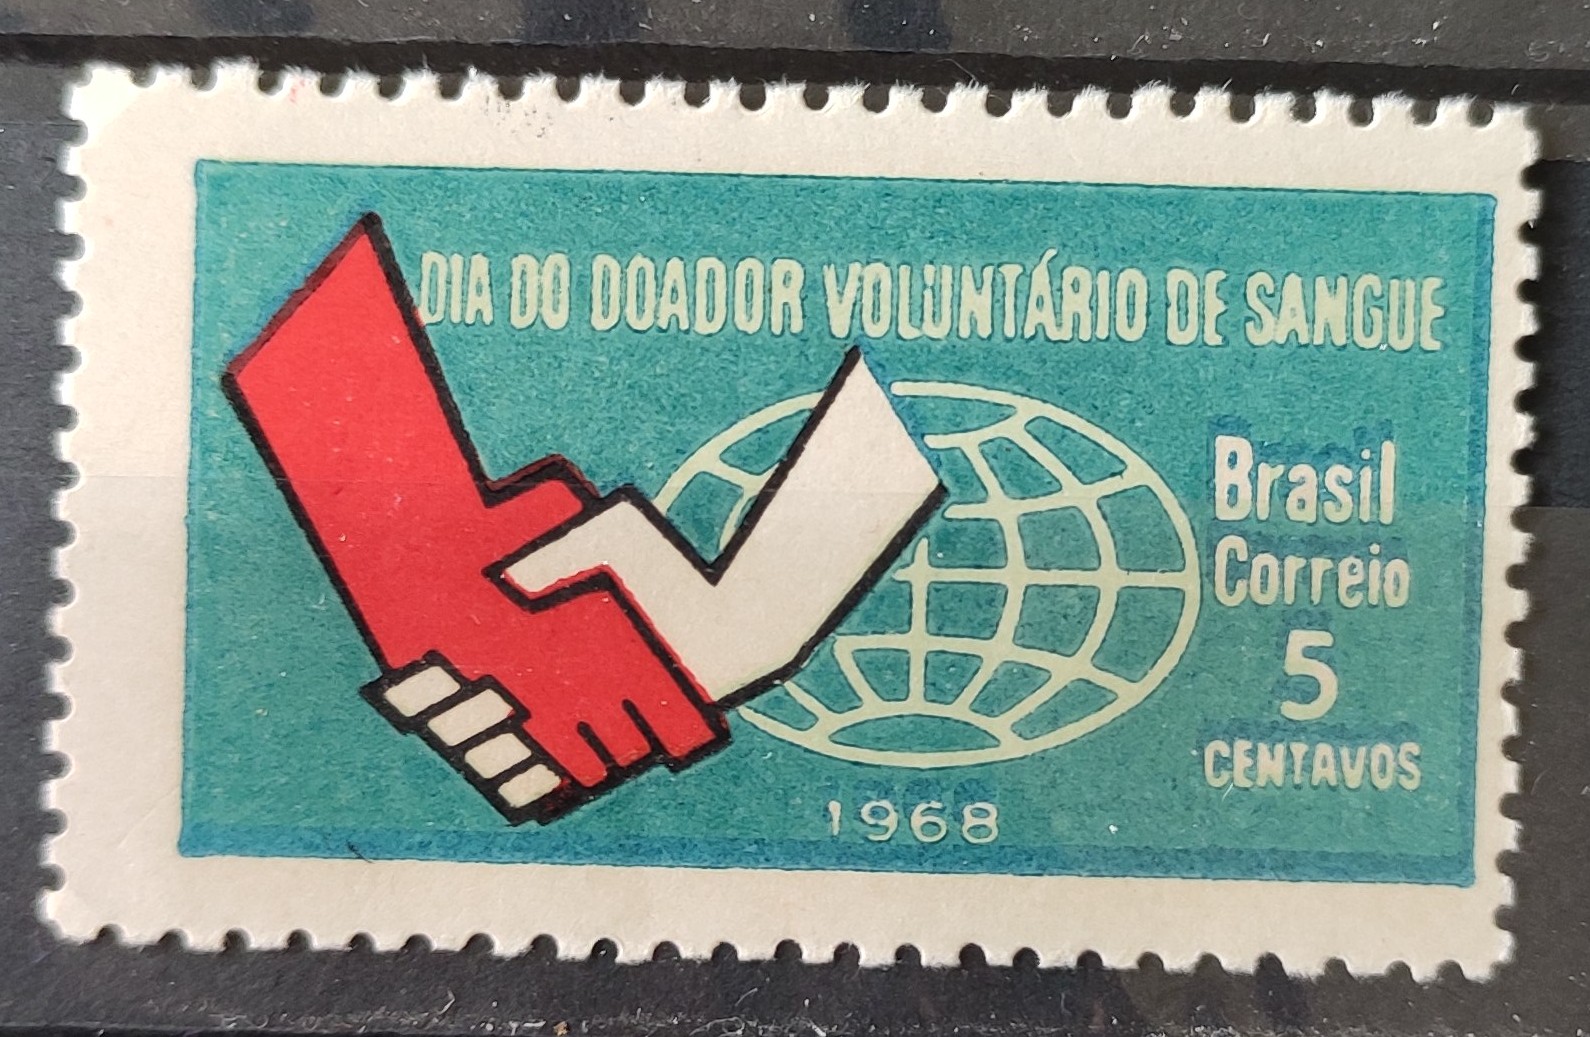 DIA DO DOADOR VOLUNTÁRIO DE SANGUE
Brasil
Correio
5
CENTAVOS
1968